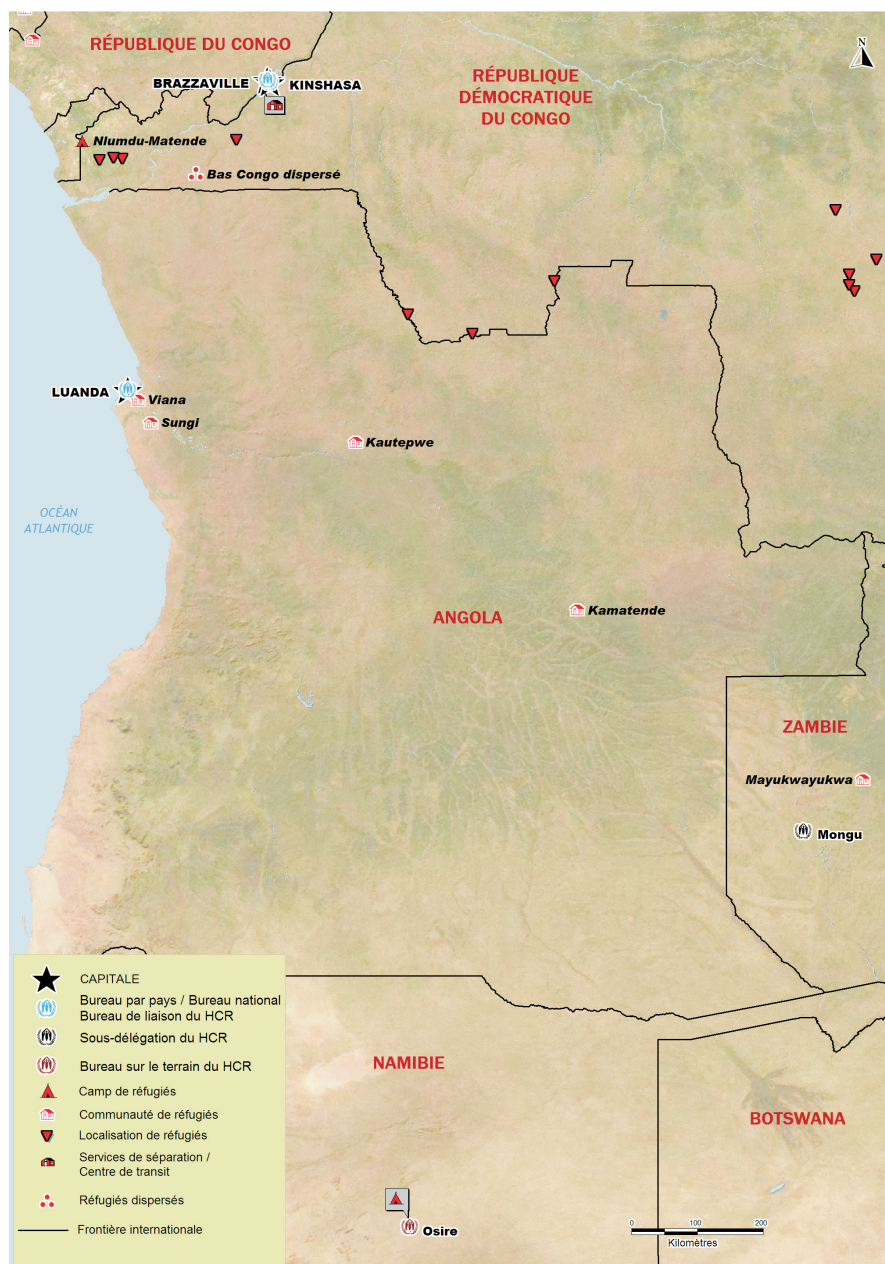 RÉPUBLIQUE DU CONGO
N
BRAZZAVILLE
KINSHASA
RÉPUBLIQUE
DÉMOCRATIQUE
DU CONGO
Nlumdu-Matende
Bas Congo dispersé
LUANDA
Viana
Sungi
Kautepwe
OCÉAN
ATLANTIQUE
ANGOLA
Kamatende
ZAMBIE
Mayukwayukwa
Mongu
CAPITALE
Bureau par pays / Bureau national
Bureau de liaison du HCR
Sous-délégation du HCR
Bureau sur le terrain du HCR
Camp de réfugiés
Communauté de réfugiés
Localisation de réfugiés
Services de séparation /
Centre de transit
Réfugiés dispersés
Frontière internationale
NAMIBIE
BOTSWANA
Osire
0 100 200
Kilomètres